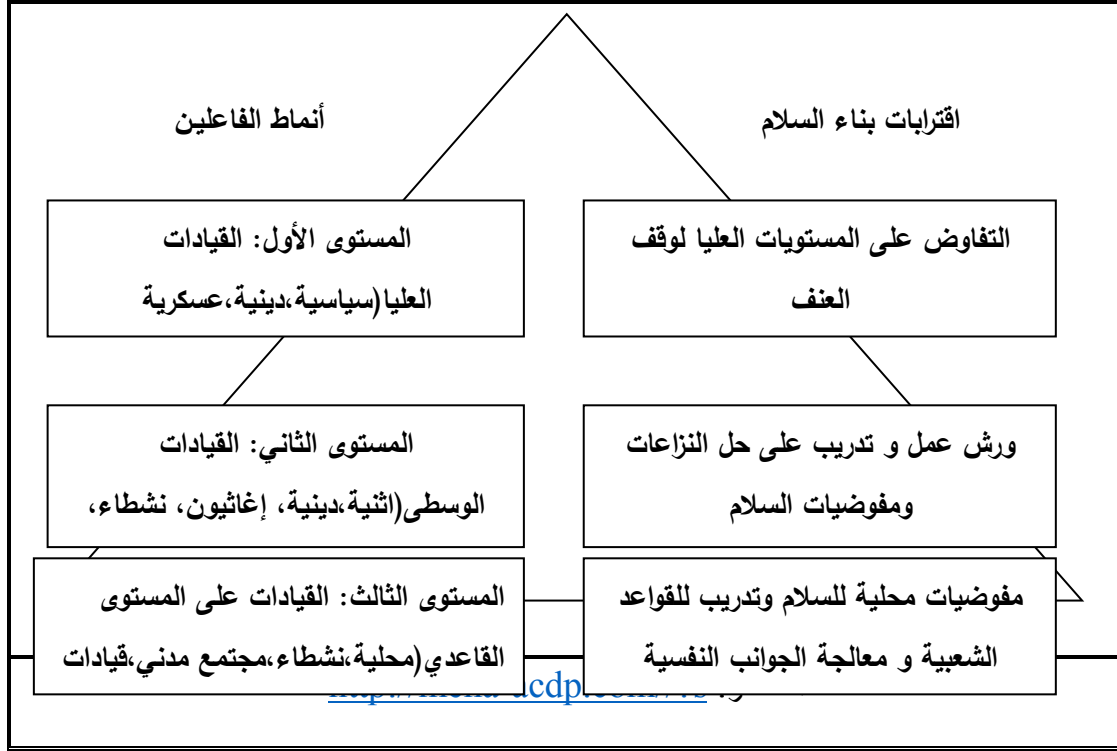 اقترابات بناء السلام
أنماط الفاعلين
التفاوض على المستويات العليا لوقف
العنف
المستوى الأول: القيادات
العليا(سياسية،دينية،عسكرية
ورش عمل و تدريب على حل النزاعات
ومفوضيات السلام
المستوى الثاني: القيادات
الوسطى(اثنية،دينية، إغاثيون، نشطاء،
مفوضيات محلية للسلام وتدريب للقواعد
الشعبية و معالجة الجوانب النفسية
المستوى الثالث: القيادات على المستوى
القاعدي(محلية،نشطاء،مجتمع مدني،قيادات